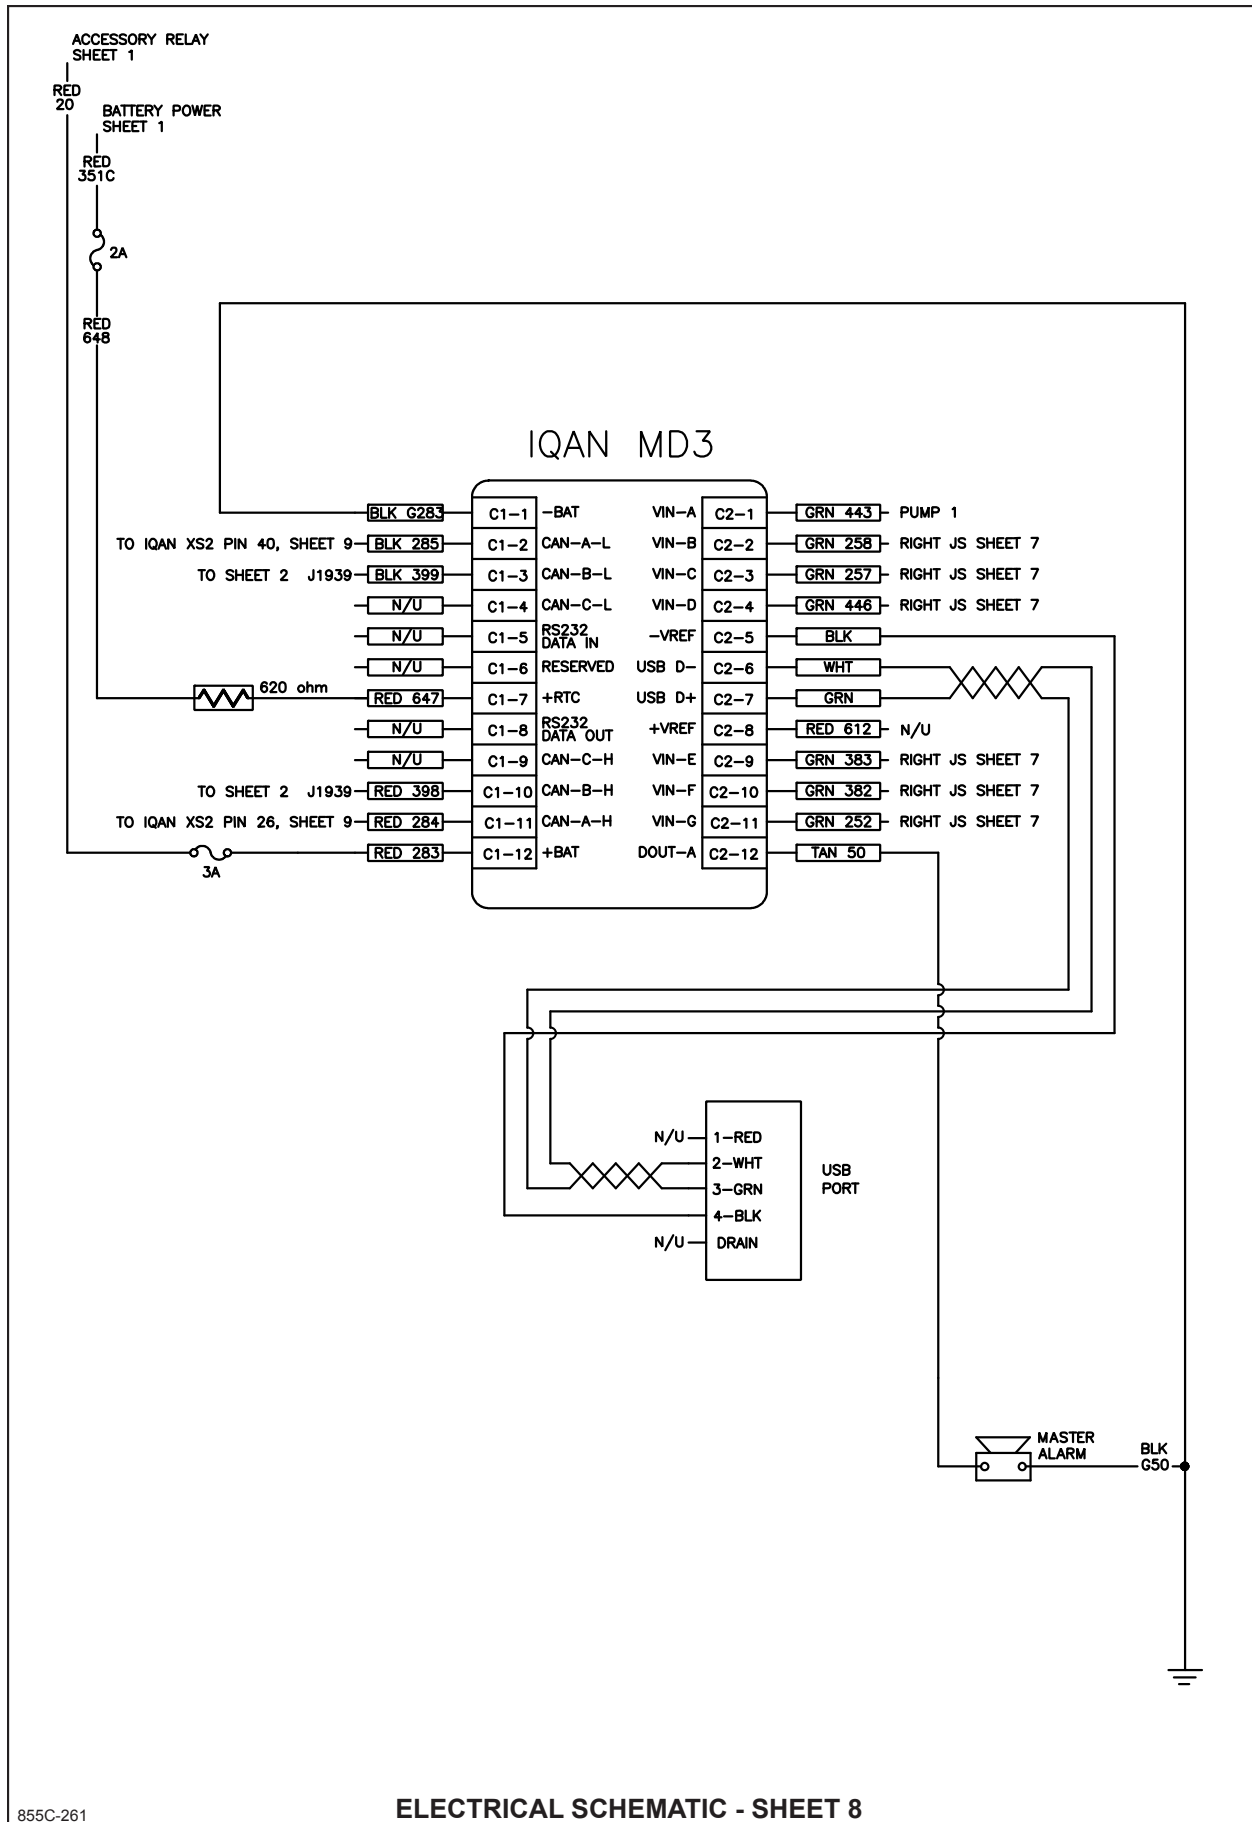 ACCESSORY RELAY
SHEET 1
RED
20
BATTERY POWER
SHEET 1
RED
351C
2A
RED
648
IQAN MD3
BLK G283 C1-1 -BAT VIN-A C2-1 GRN 443 PUMP 1
TO IQAN XS2 PIN 40, SHEET 9 BLK 285 C1-2 CAN-A-L VIN-B C2-2 GRN 258 RIGHT JS SHEET 7
TO SHEET 2 J1939 BLK 399 C1-3 CAN-B-L VIN-C C2-3 GRN 257 RIGHT JS SHEET 7
N/U C1-4 CAN-C-L VIN-D C2-4 GRN 446 RIGHT JS SHEET 7
N/U C1-5 RS232
DATA IN -VREF C2-5 BLK
N/U C1-6 RESERVED USB D- C2-6 WHT
620 ohm RED 647 C1-7 +RTC USB D+ C2-7 GRN
N/U C1-8 RS232
DATA OUT +VREF C2-8 RED 612 N/U
N/U C1-9 CAN-C-H VIN-E C2-9 GRN 383 RIGHT JS SHEET 7
TO SHEET 2 J1939 RED 398 C1-10 CAN-B-H VIN-F C2-10 GRN 382 RIGHT JS SHEET 7
TO IQAN XS2 PIN 26, SHEET 9 RED 284 C1-11 CAN-A-H VIN-G C2-11 GRN 252 RIGHT JS SHEET 7
3A RED 283 C1-12 +BAT DOUT-A C2-12 TAN 50
N/U 1-RED
2-WHT
3-GRN
4-BLK
N/U DRAIN
USB
PORT
MASTER
ALARM
BLK
G50
855C-261
ELECTRICAL SCHEMATIC - SHEET 8